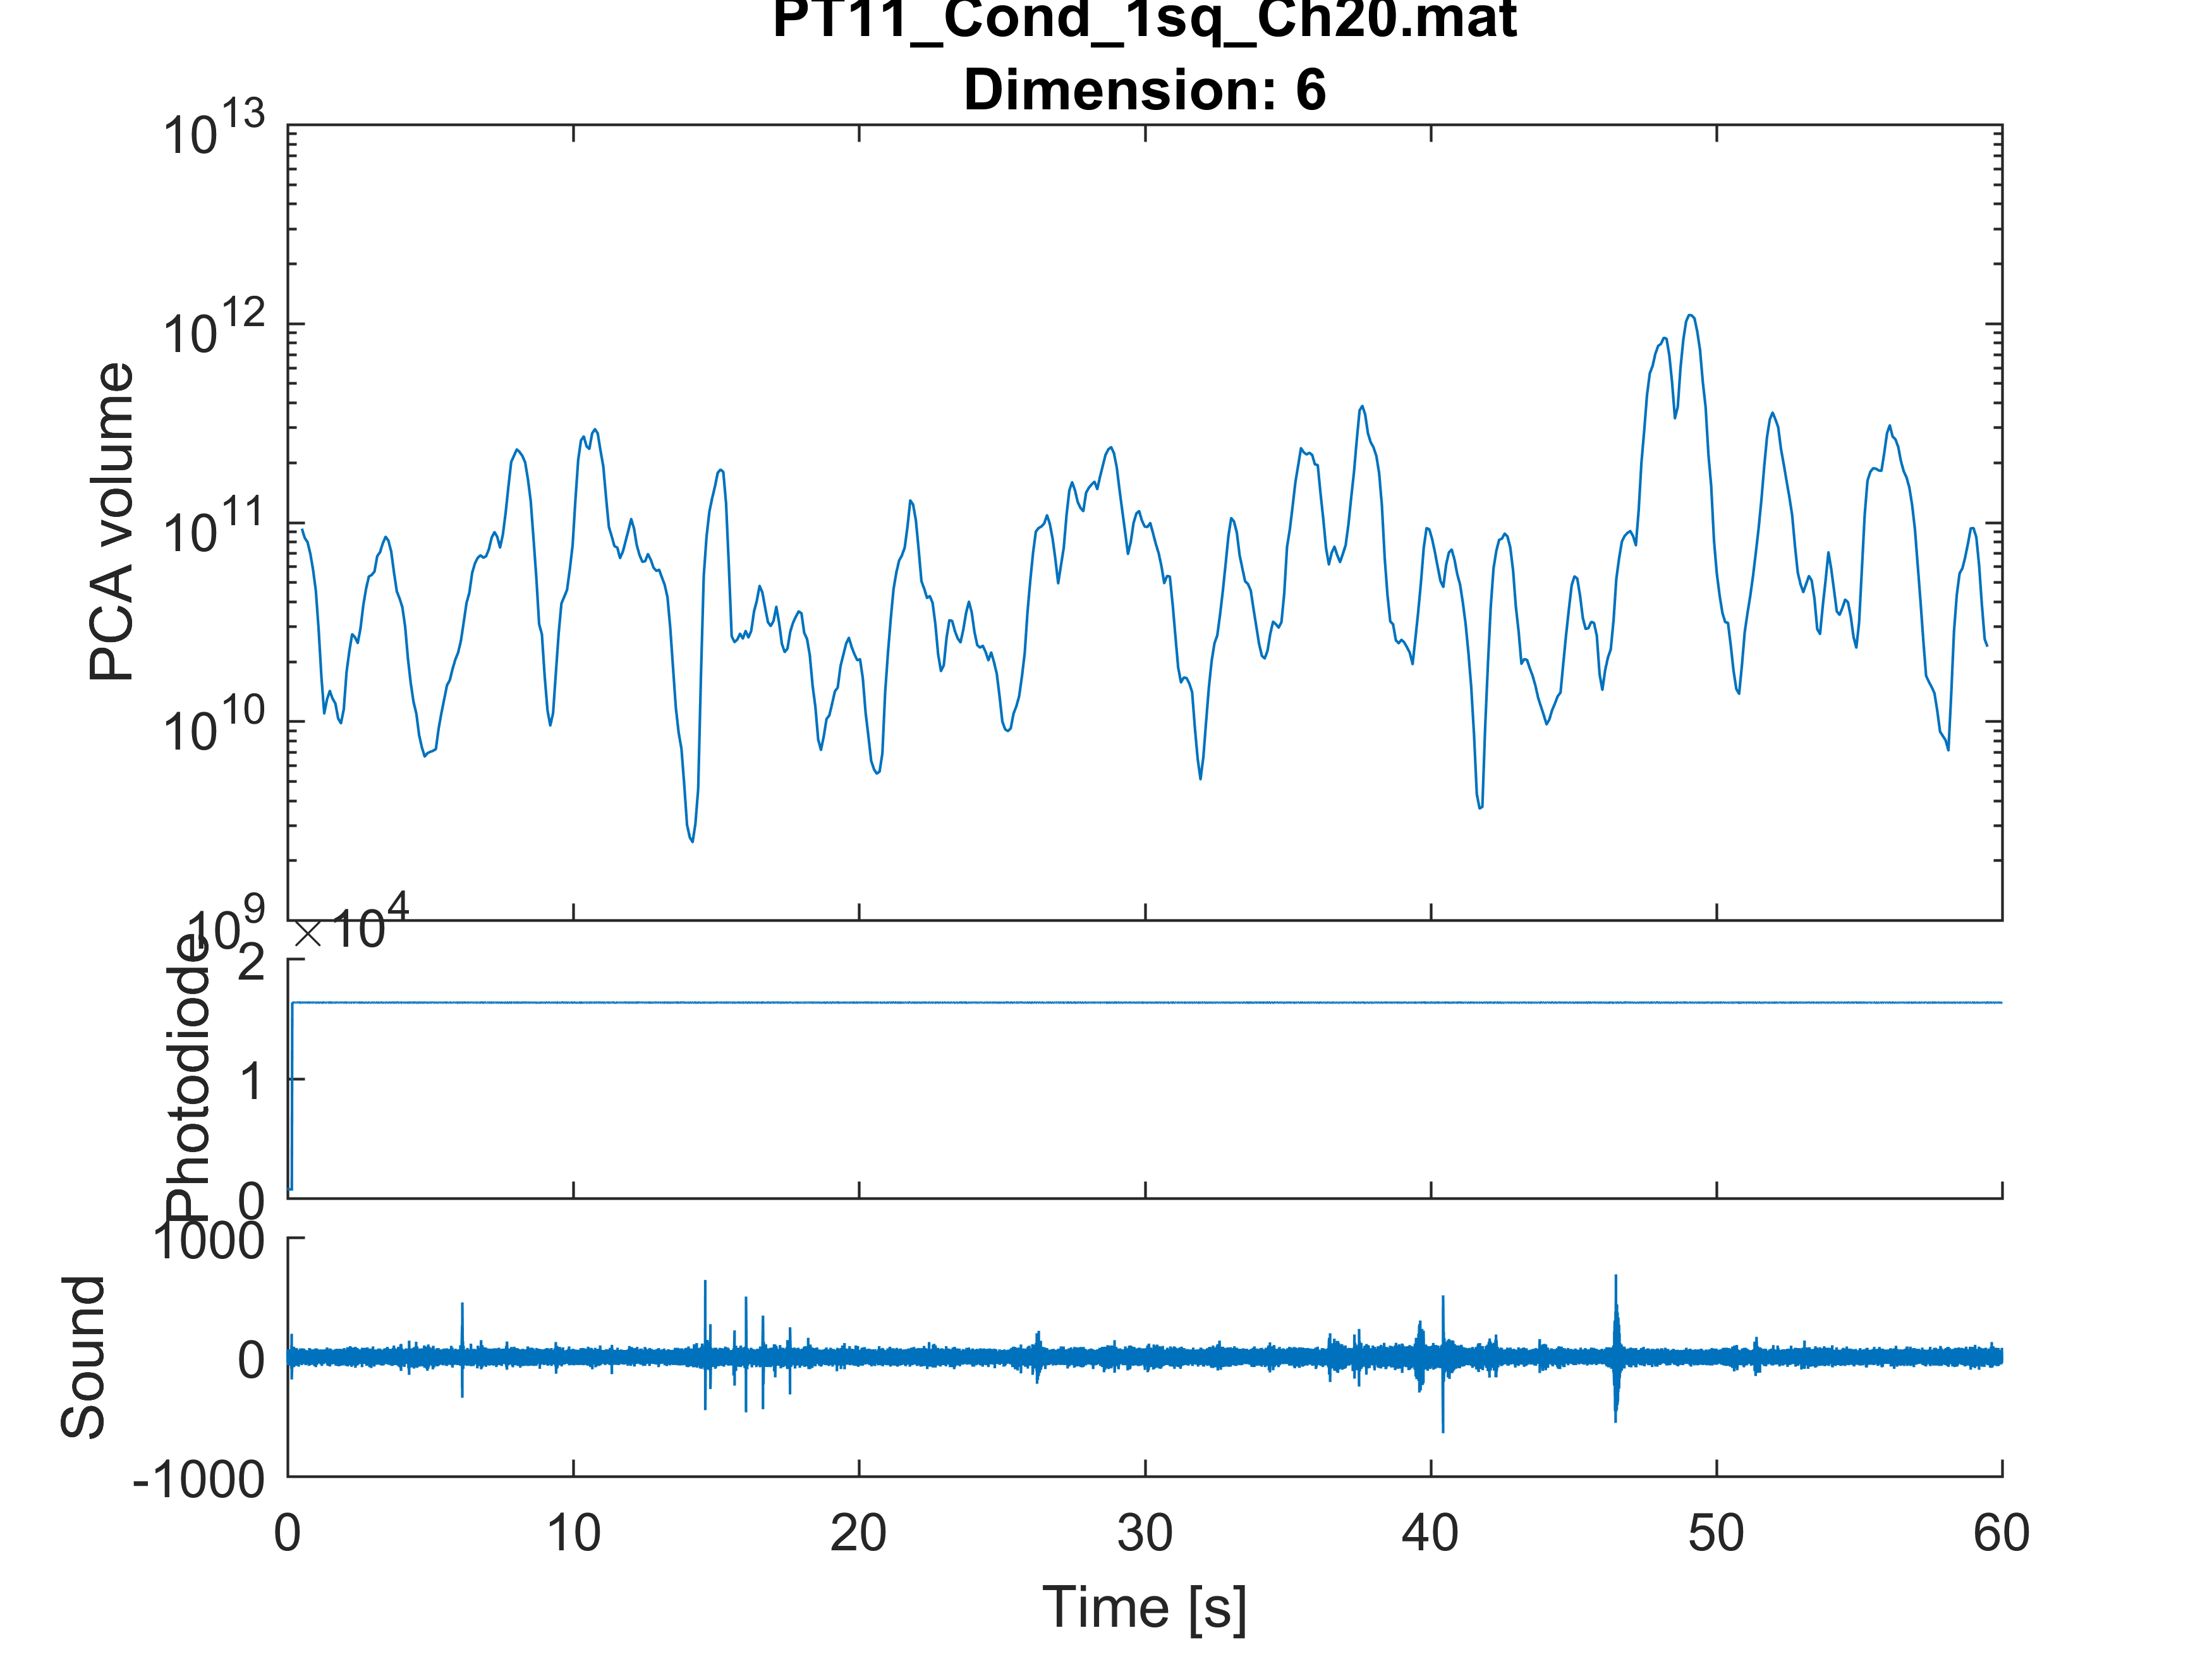 PT11_Cond_1sq_Ch20.mat
Dimension: 6
10^13
10^12
10^11
10^10
10^9
PCA volume
× 10^4
2
1
0
Photodiode
1000
0
-1000
Sound
0 10 20 30 40 50 60
Time [s]